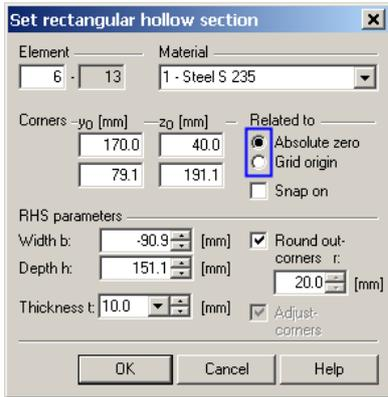 Set rectangular hollow section
Element Material
6 - 13 1 - Steel S 235
Corners y0 [mm] z0 [mm] Related to
170.0 40.0 Absolute zero
79.1 191.1 Grid origin
Snap on
RHS parameters
Width b: -90.9 [mm] Round out-
corners r:
Depth h: 151.1 [mm]
20.0 [mm]
Thickness t: 10.0 [mm] Adjust-
corners
OK Cancel Help